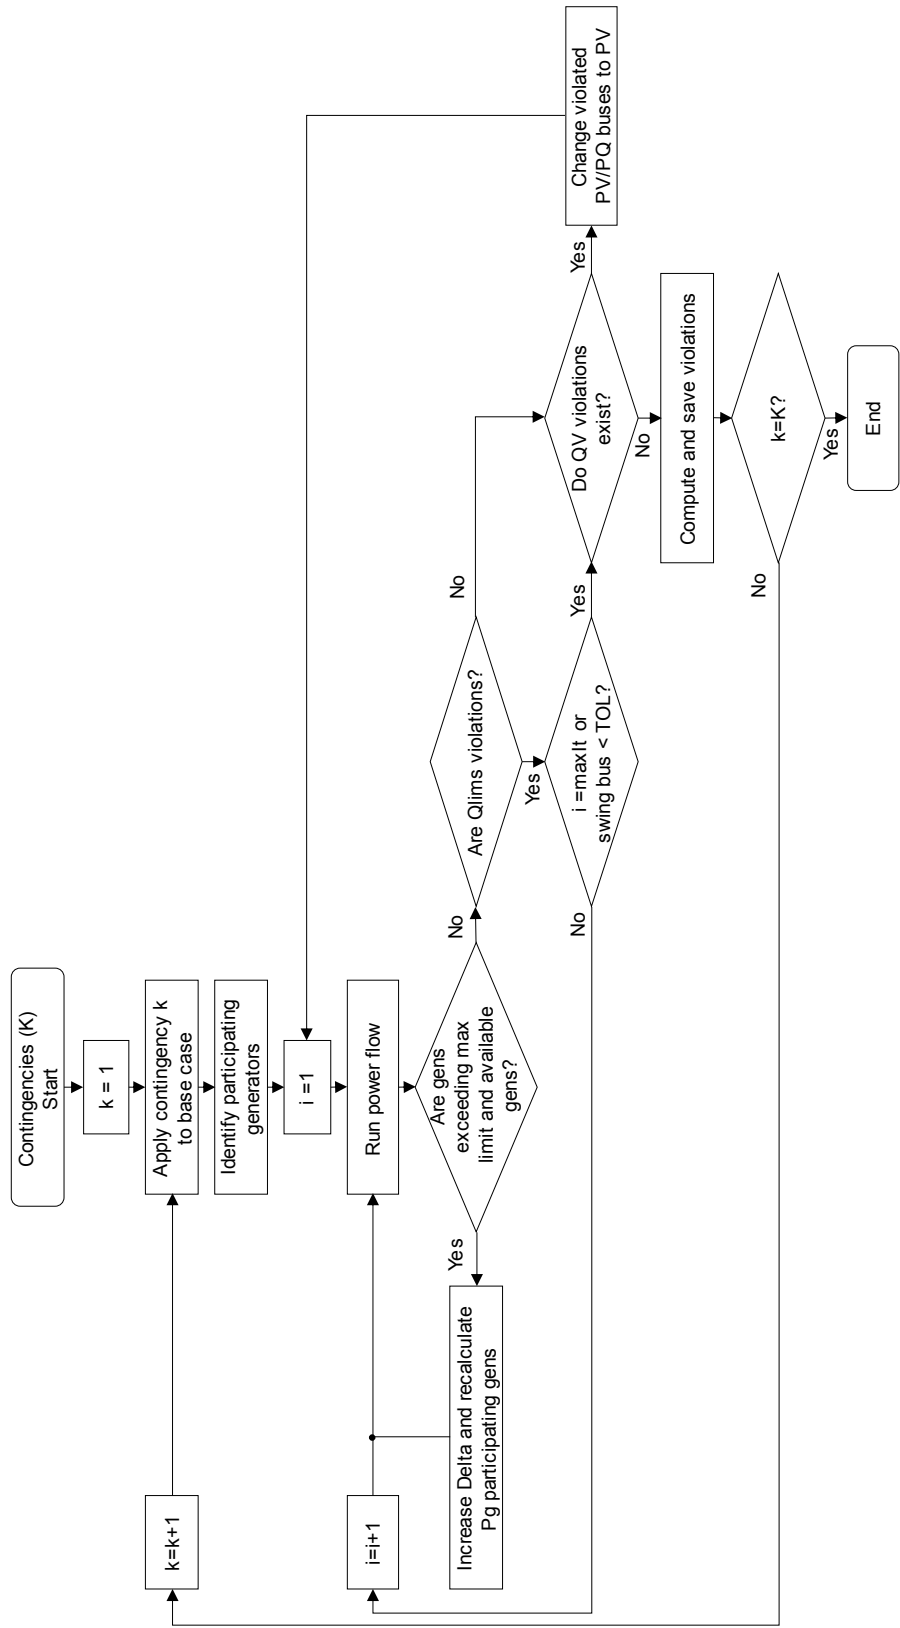 Contingencies (K)
Start
k = 1
Apply contingency k
to base case
Identify participating
generators
i =1
Run power flow
Are gens
exceeding max
limit and available
gens?
Yes
No
Increase Delta and recalculate
Pg participating gens
i=i+1
k=k+1
Are Qlims violations?
No
Yes
i =maxIt or
swing bus < TOL?
No
Yes
Do QV violations
exist?
Yes
No
Change violated
PV/PQ buses to PV
Compute and save violations
k=K?
No
Yes
End